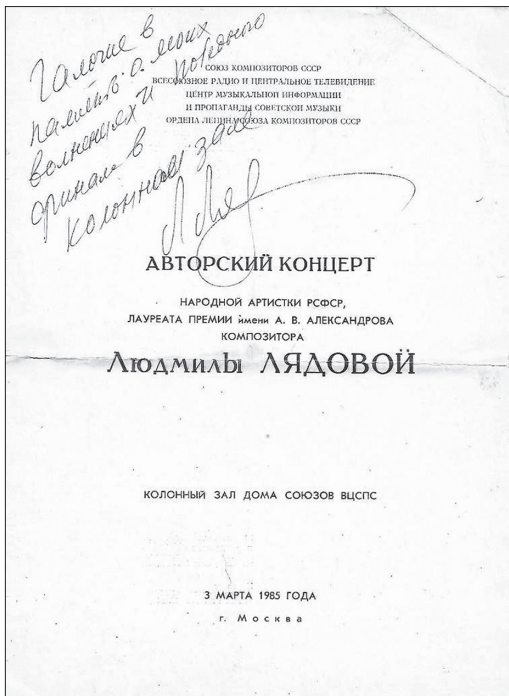 Галочке в
память о моих
волнениях и победного
финала в
Колонном зале
СОЮЗ КОМПОЗИТОРОВ СССР
ВСЕСОЮЗНОЕ РАДИО И ЦЕНТРАЛЬНОЕ ТЕЛЕВИДЕНИЕ
ЦЕНТР МУЗЫКАЛЬНОЙ ИНФОРМАЦИИ
И ПРОПАГАНДЫ СОВЕТСКОЙ МУЗЫКИ
ОРДЕНА ЛЕНИНА СОЮЗА КОМПОЗИТОРОВ СССР
АВТОРСКИЙ КОНЦЕРТ
НАРОДНОЙ АРТИСТКИ РСФСР,
ЛАУРЕАТА ПРЕМИИ имени А. В. АЛЕКСАНДРОВА
КОМПОЗИТОРА
Людмилы ЛЯДОВОЙ
КОЛОННЫЙ ЗАЛ ДОМА СОЮЗОВ ВЦСПС
3 МАРТА 1985 ГОДА
г. Москва